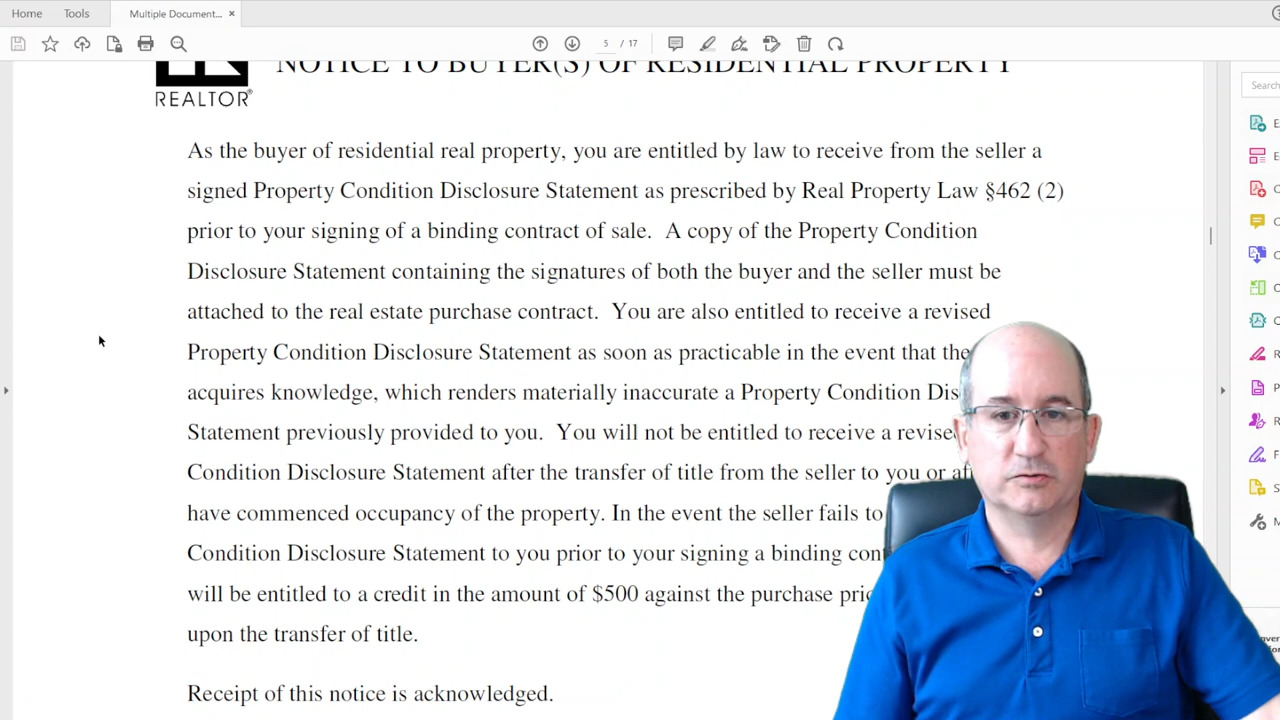 Home Tools Multiple Document... ×
5 / 17
Search
NOTICE TO BUYER(S) OF RESIDENTIAL PROPERTY
REALTOR®
As the buyer of residential real property, you are entitled by law to receive from the seller a
signed Property Condition Disclosure Statement as prescribed by Real Property Law §462 (2)
prior to your signing of a binding contract of sale. A copy of the Property Condition
Disclosure Statement containing the signatures of both the buyer and the seller must be
attached to the real estate purchase contract. You are also entitled to receive a revised
Property Condition Disclosure Statement as soon as practicable in the event that the
acquires knowledge, which renders materially inaccurate a Property Condition Dis
Statement previously provided to you. You will not be entitled to receive a revise
Condition Disclosure Statement after the transfer of title from the seller to you or af
have commenced occupancy of the property. In the event the seller fails to
Condition Disclosure Statement to you prior to your signing a binding cont
will be entitled to a credit in the amount of $500 against the purchase pric
upon the transfer of title.
Receipt of this notice is acknowledged.